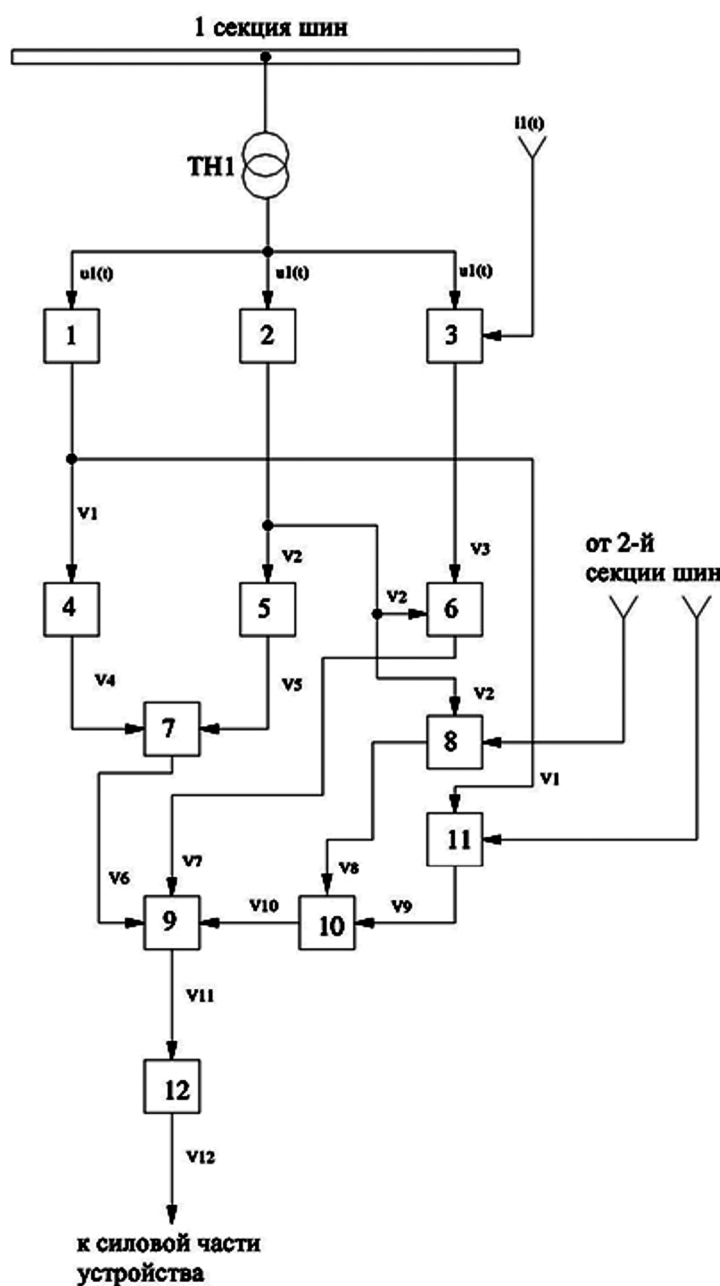 1 секция шин
i1(t)
ТН1
u1(t)
u1(t)
u1(t)
1
2
3
V1
V2
V3
от 2-й
секции шин
4
5
V2
6
V4
V5
V2
7
8
V1
11
V6
V7
V8
9
V10
10
V9
V11
12
V12
к силовой части
устройства